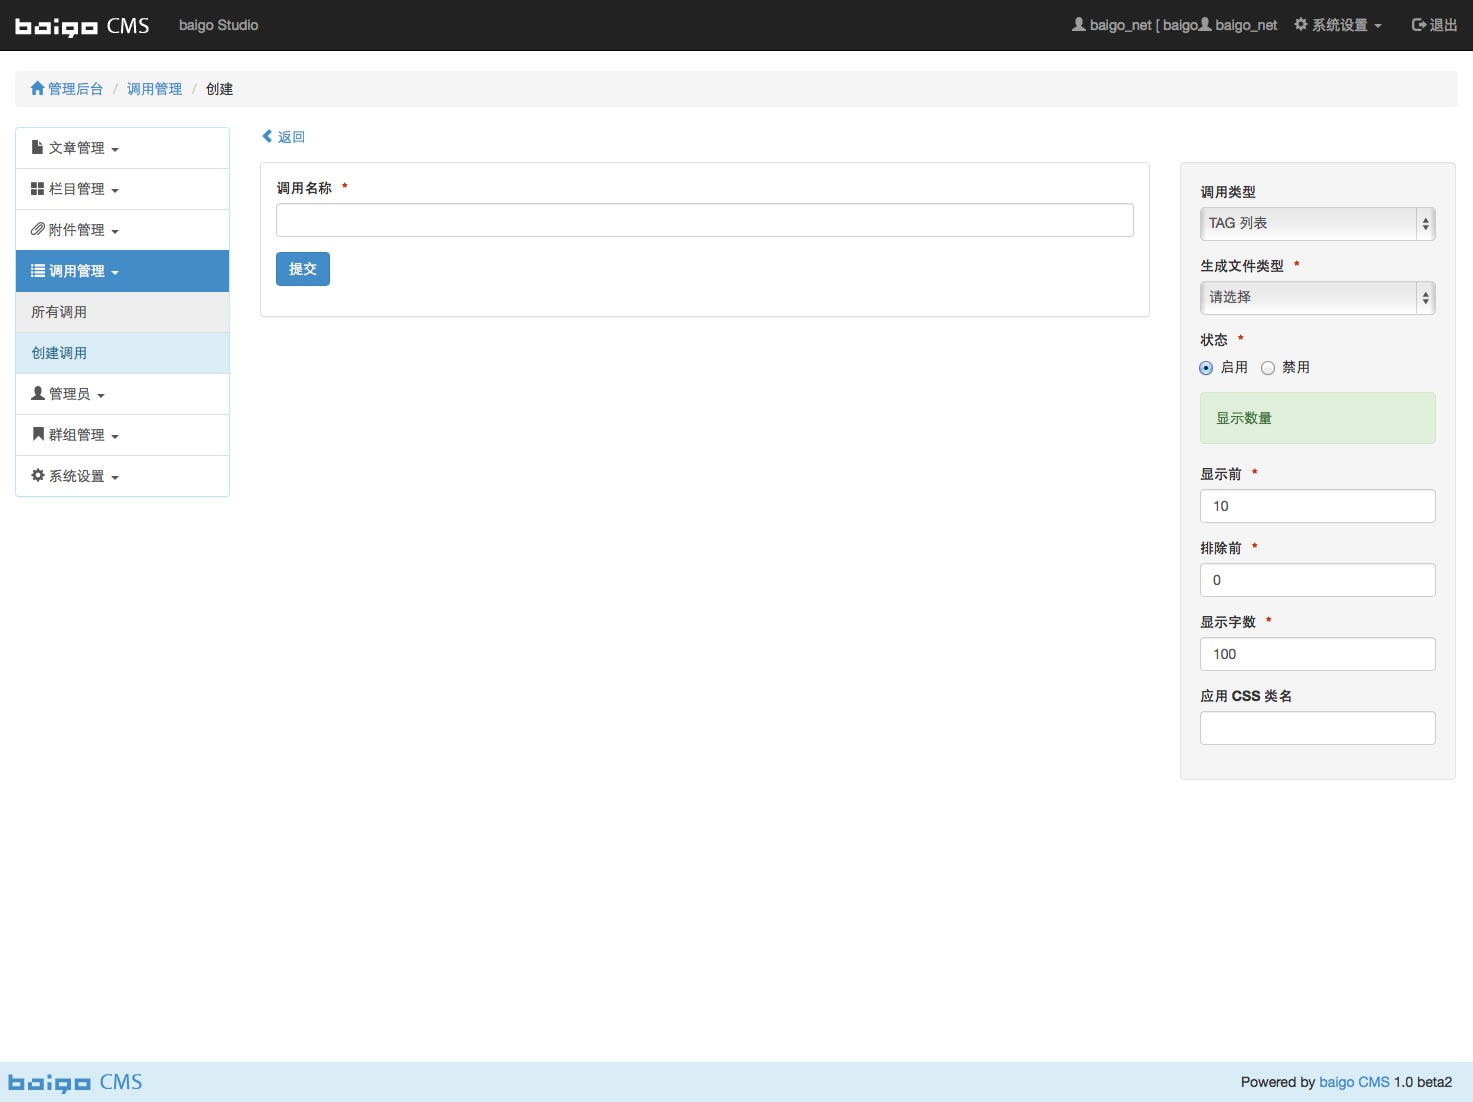 baigo CMS baigo Studio baigo_net [ baigo baigo_net 系统设置 退出
管理后台 / 调用管理 / 创建
文章管理
栏目管理
附件管理
调用管理
所有调用
创建调用
管理员
群组管理
系统设置
返回
调用名称 *
提交
调用类型
TAG 列表
生成文件类型 *
请选择
状态 *
启用 禁用
显示数量
显示前 *
10
排除前 *
0
显示字数 *
100
应用 CSS 类名
baigo CMS Powered by baigo CMS 1.0 beta2